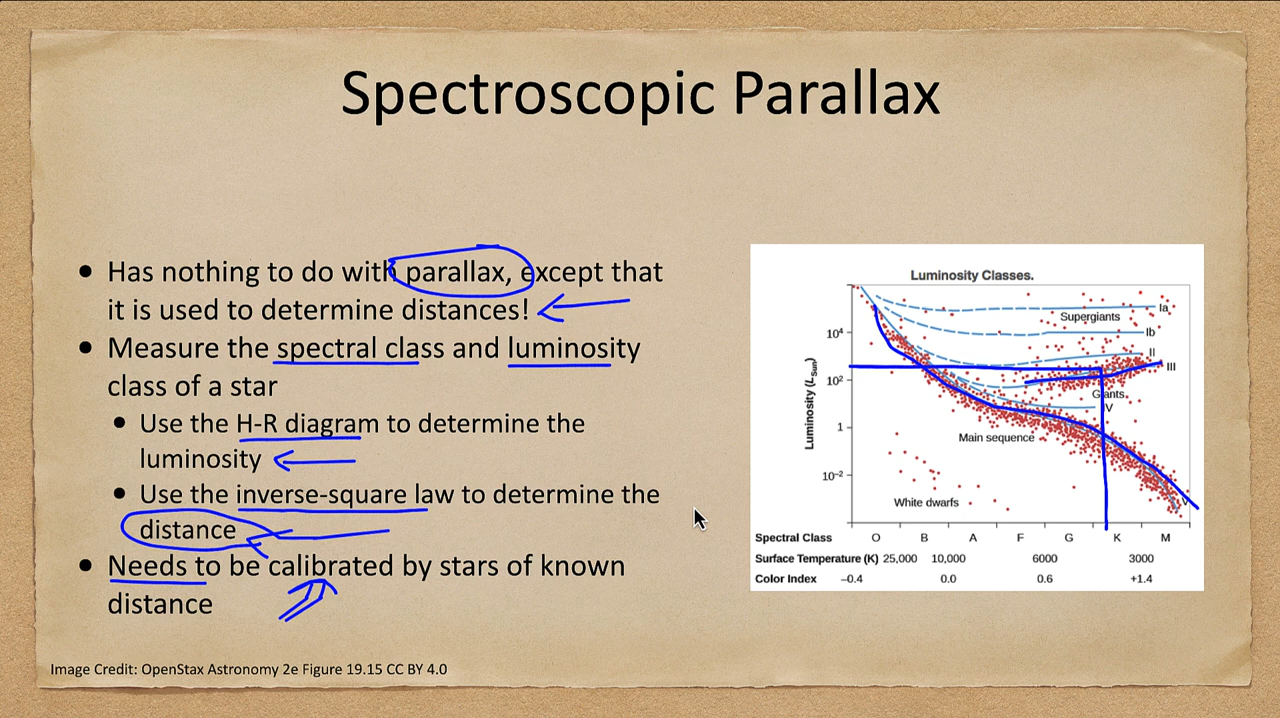 Spectroscopic Parallax
• Has nothing to do with parallax, except that
it is used to determine distances!
• Measure the spectral class and luminosity
class of a star
• Use the H-R diagram to determine the
luminosity
• Use the inverse-square law to determine the
distance
• Needs to be calibrated by stars of known
distance
Image Credit: OpenStax Astronomy 2e Figure 19.15 CC BY 4.0
Luminosity Classes.
Luminosity (LSun)
10⁴
10²
1
10⁻²
Supergiants
Ia
Ib
II
III
Giants
IV
Main sequence
White dwarfs
V
Spectral Class O B A F G K M
Surface Temperature (K) 25,000 10,000 6000 3000
Color Index −0.4 0.0 0.6 +1.4